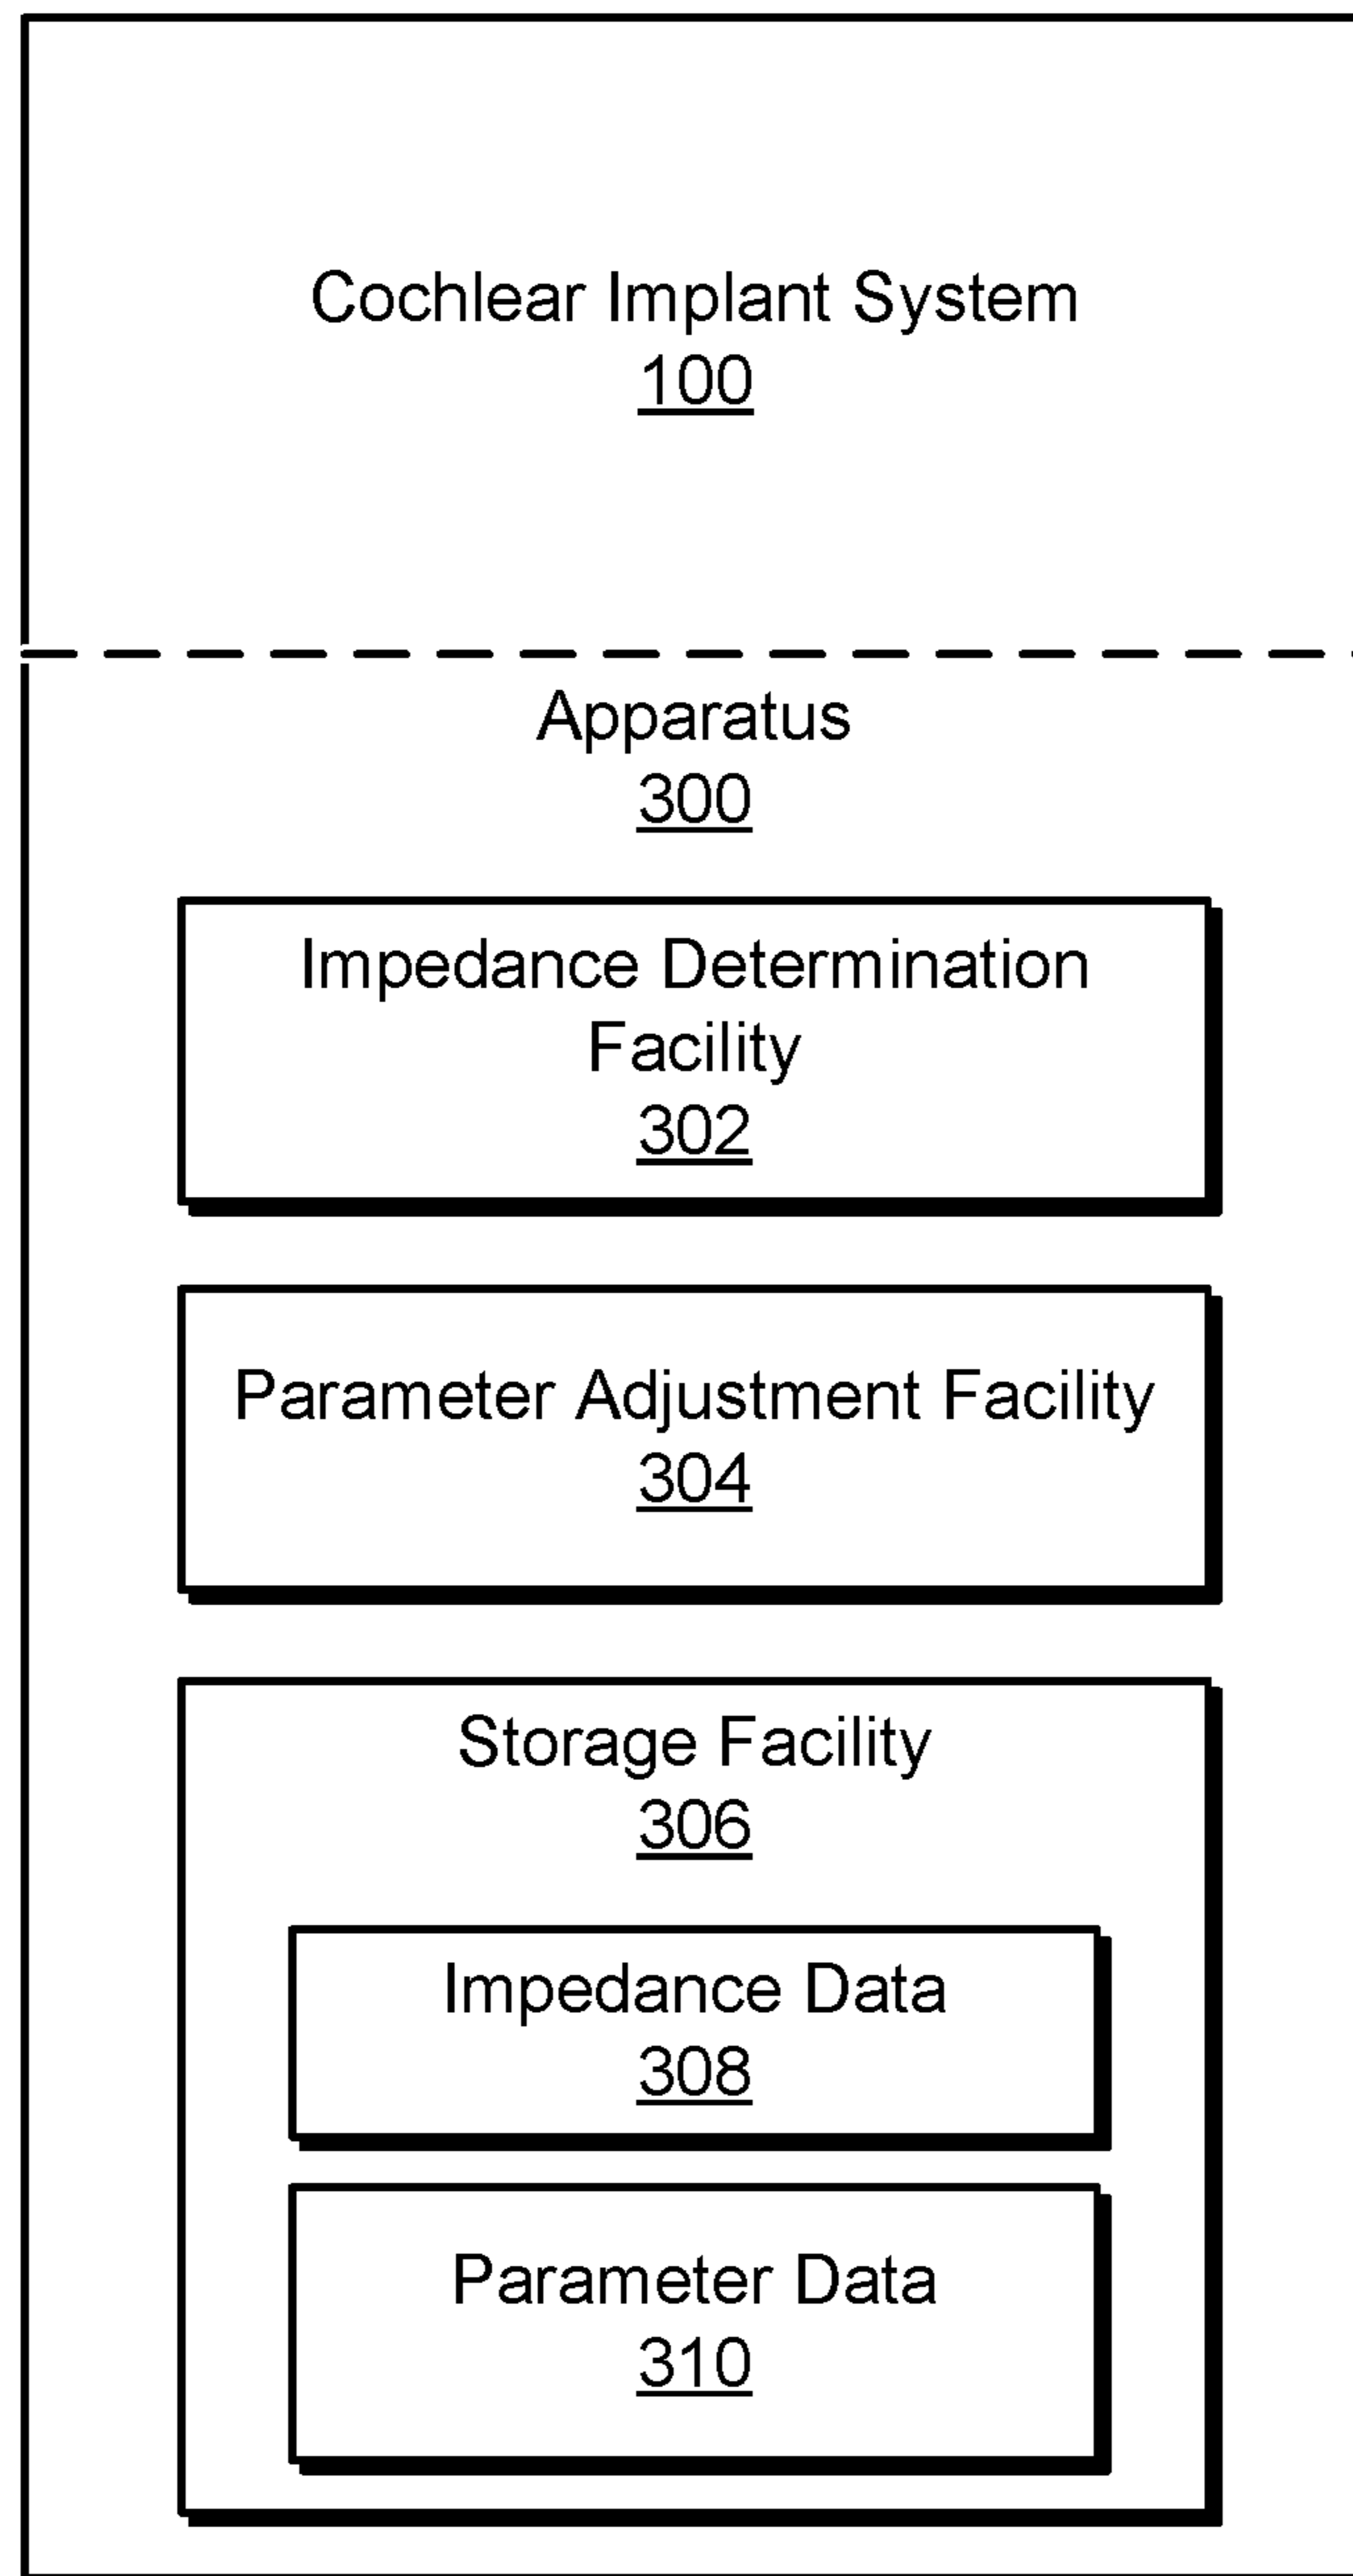 Cochlear Implant System
100
Apparatus
300
Impedance Determination
Facility
302
Parameter Adjustment Facility
304
Storage Facility
306
Impedance Data
308
Parameter Data
310